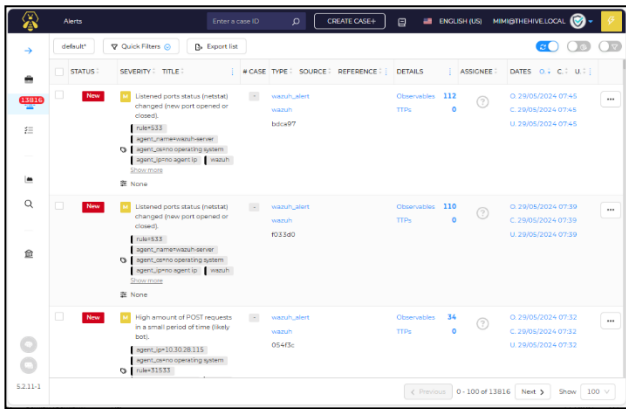 Alerts
Enter a case ID
CREATE CASE+
ENGLISH (US)
MIMI@THEHIVE.LOCAL
default*
Quick Filters
Export list
STATUS SEVERITY TITLE # CASE TYPE SOURCE REFERENCE DETAILS ASSIGNEE DATES O. C. U.
13816
New M Listened ports status (netstat) changed (new port opened or closed).
wazuh_alert
wazuh
bdca97
Observables 112
TTPs 0
O. 29/05/2024 07:45
C. 29/05/2024 07:45
U. 29/05/2024 07:45
rule=533
agent_name=wazuh-server
agent_os=no operating system
agent_ip=no agent ip wazuh
Show more
None
New M Listened ports status (netstat) changed (new port opened or closed).
wazuh_alert
wazuh
f033d0
Observables 110
TTPs 0
O. 29/05/2024 07:39
C. 29/05/2024 07:39
U. 29/05/2024 07:39
rule=533
agent_name=wazuh-server
agent_os=no operating system
agent_ip=no agent ip wazuh
Show more
None
New M High amount of POST requests in a small period of time (likely bot).
wazuh_alert
wazuh
054f3c
Observables 34
TTPs 0
O. 29/05/2024 07:32
C. 29/05/2024 07:32
U. 29/05/2024 07:32
agent_ip=10.30.28.115
agent_os=no operating system
rule=31533
5.2.11-1
Previous 0 - 100 of 13816 Next Show 100